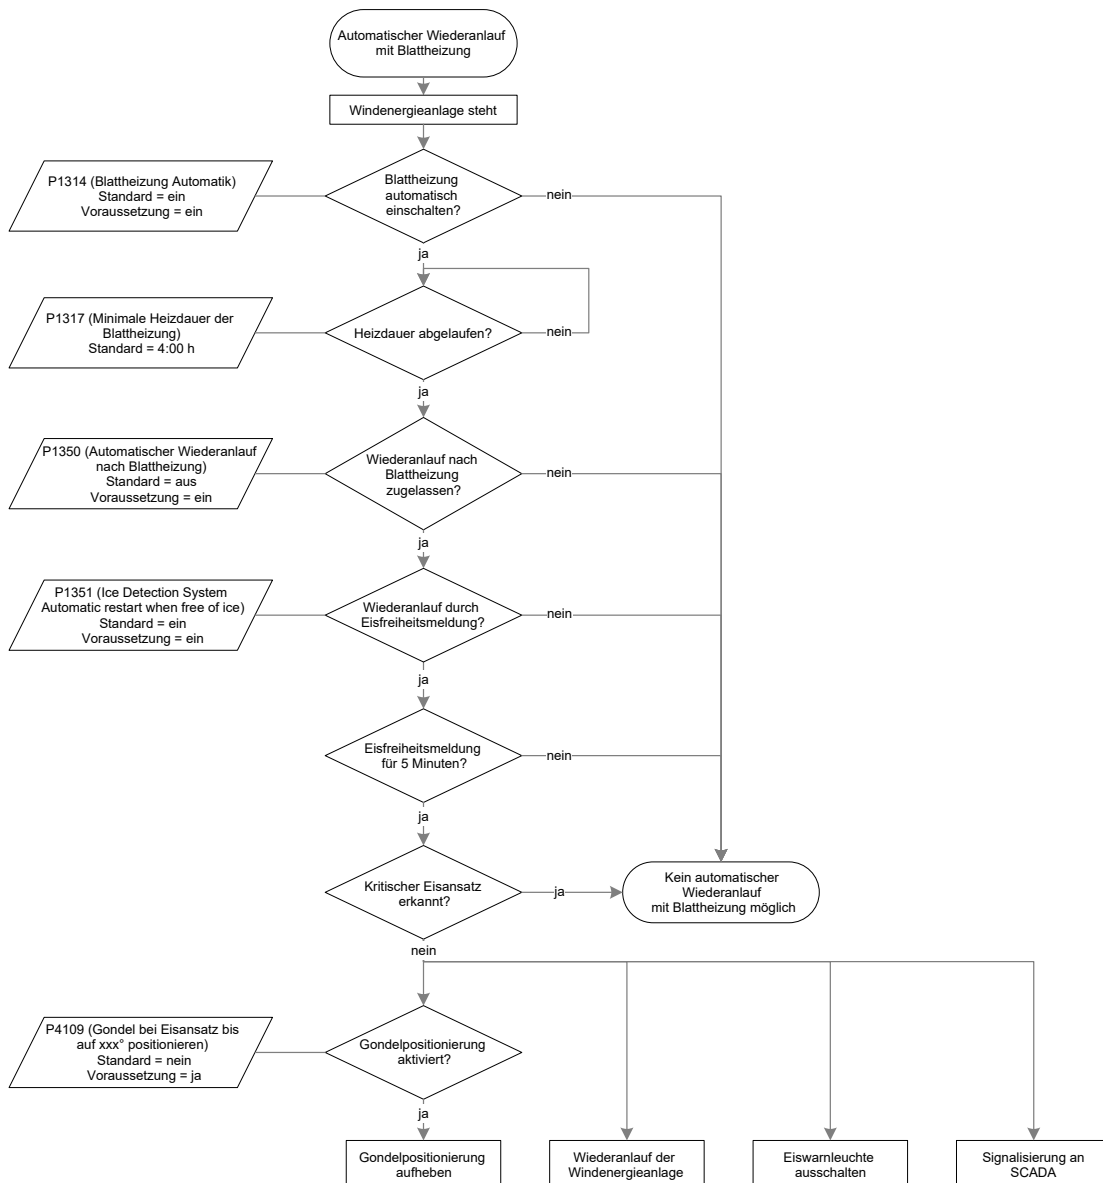 Automatischer Wiederanlauf
mit Blattheizung
Windenergieanlage steht
P1314 (Blattheizung Automatik)
Standard = ein
Voraussetzung = ein
Blattheizung
automatisch
einschalten?
nein
ja
P1317 (Minimale Heizdauer der
Blattheizung)
Standard = 4:00 h
Heizdauer abgelaufen?
nein
ja
P1350 (Automatischer Wiederanlauf
nach Blattheizung)
Standard = aus
Voraussetzung = ein
Wiederanlauf nach
Blattheizung
zugelassen?
nein
ja
P1351 (Ice Detection System
Automatic restart when free of ice)
Standard = ein
Voraussetzung = ein
Wiederanlauf durch
Eisfreiheitsmeldung?
nein
ja
Eisfreiheitsmeldung
für 5 Minuten?
nein
ja
Kritischer Eisansatz
erkannt?
ja
Kein automatischer
Wiederanlauf
mit Blattheizung möglich
nein
P4109 (Gondel bei Eisansatz bis
auf xxx° positionieren)
Standard = nein
Voraussetzung = ja
Gondelpositionierung
aktiviert?
ja
Gondelpositionierung
aufheben
Wiederanlauf der
Windenergieanlage
Eiswarnleuchte
ausschalten
Signalisierung an
SCADA